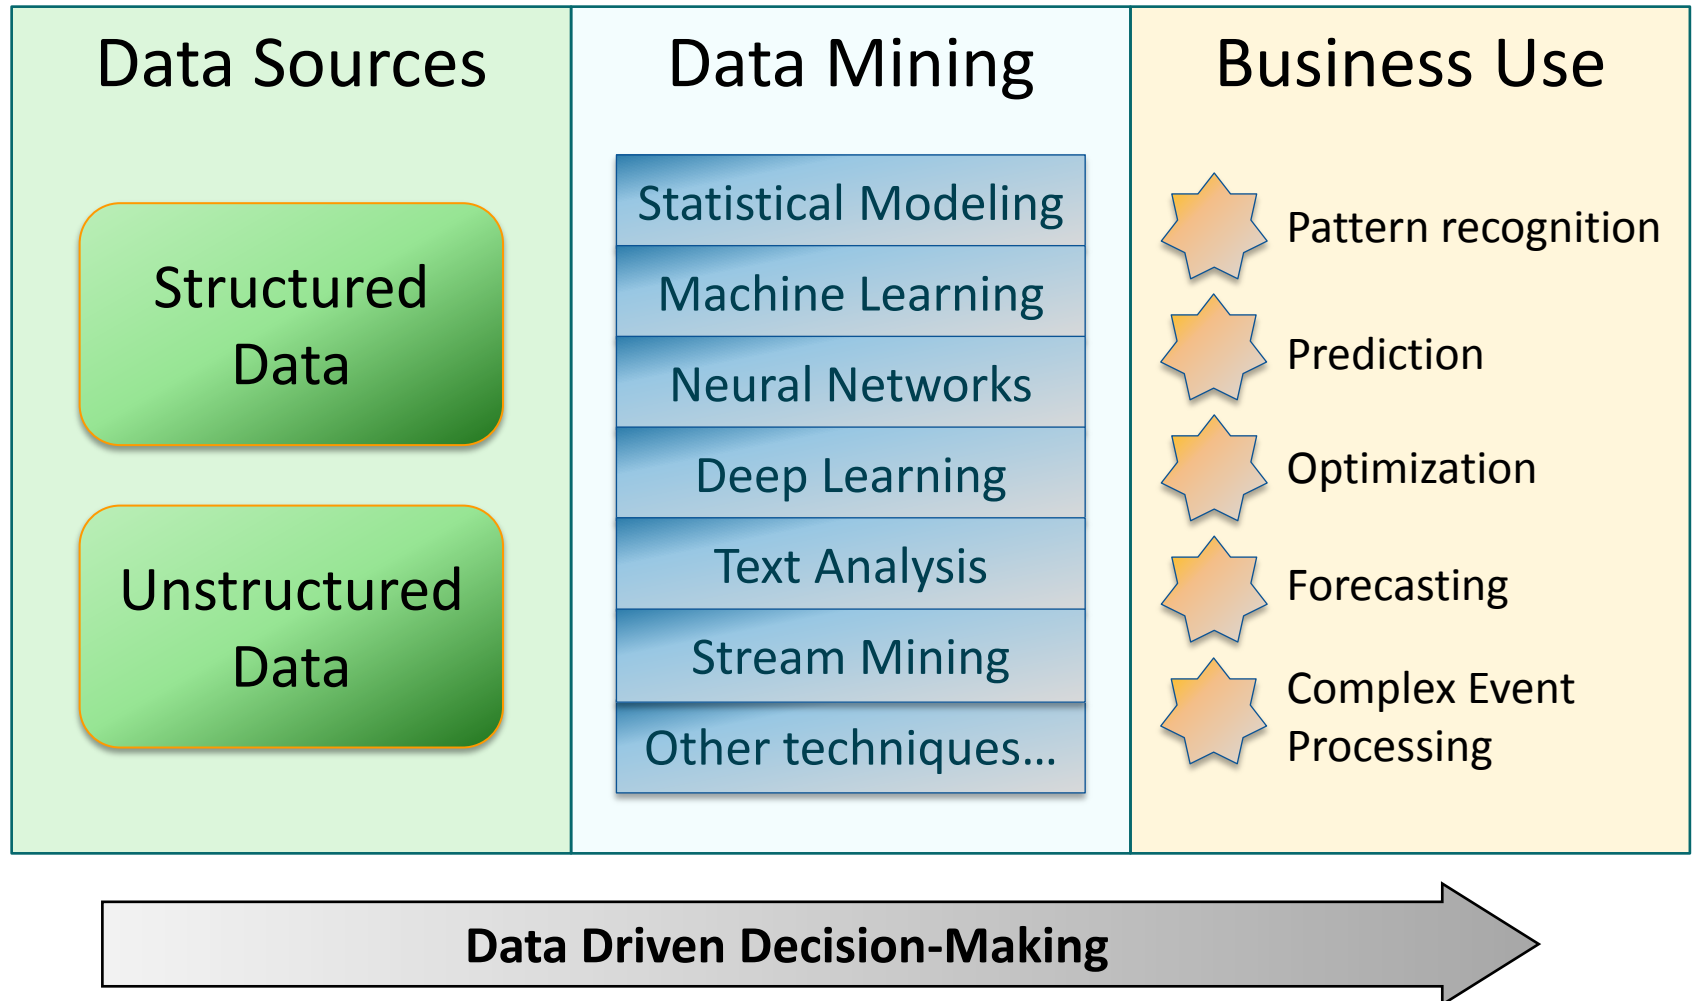 Data Sources
Structured
Data
Unstructured
Data
Data Mining
Statistical Modeling
Machine Learning
Neural Networks
Deep Learning
Text Analysis
Stream Mining
Other techniques...
Business Use
Pattern recognition
Prediction
Optimization
Forecasting
Complex Event
Processing
Data Driven Decision-Making